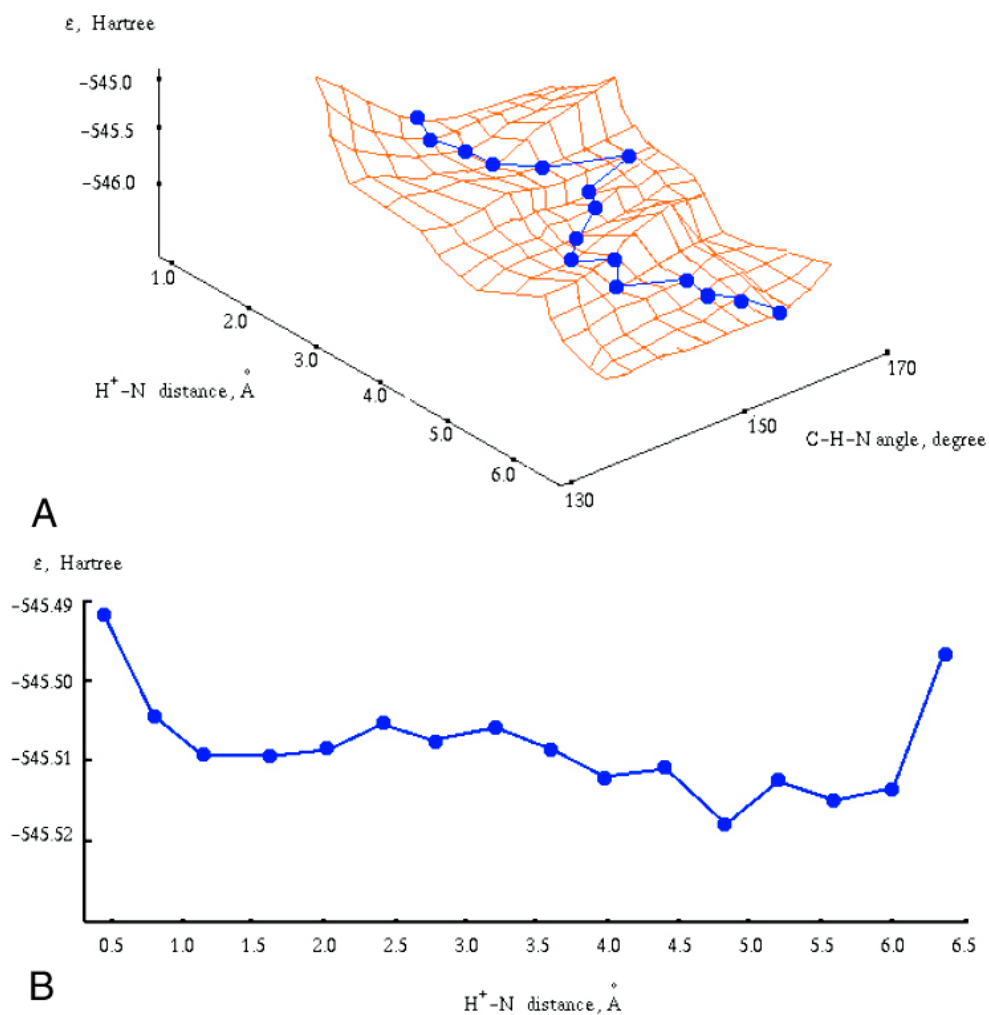 ε, Hartree
−545.0
−545.5
−546.0
1.0
2.0
3.0
4.0
5.0
6.0
H⁺−N distance, Å
130
150
170
C−H−N angle, degree
A
ε, Hartree
−545.49
−545.50
−545.51
−545.52
0.5 1.0 1.5 2.0 2.5 3.0 3.5 4.0 4.5 5.0 5.5 6.0 6.5
B
H⁺−N distance, Å